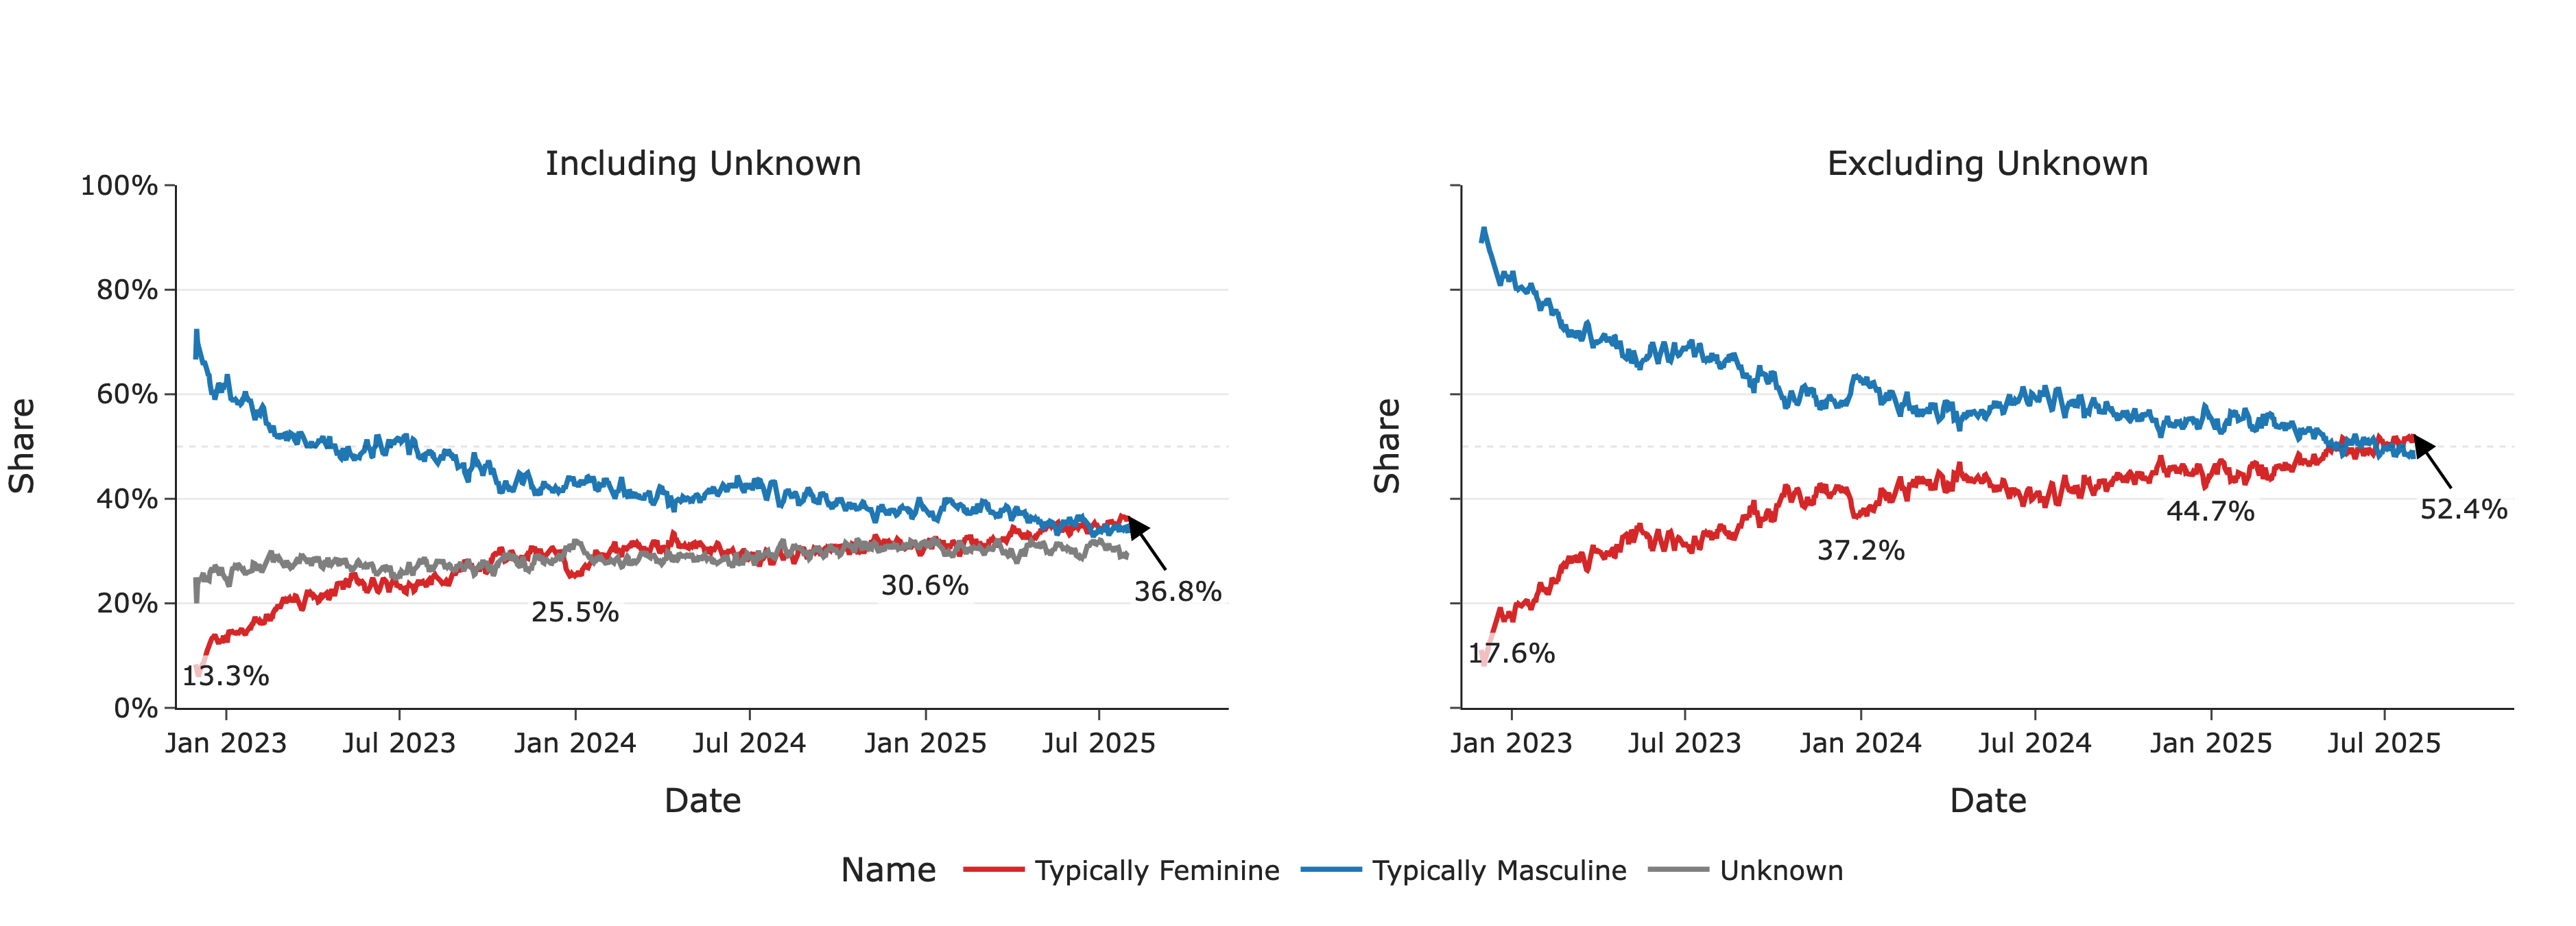 Including Unknown
Excluding Unknown
Share
100%
80%
60%
40%
20%
0%
13.3%
25.5%
30.6%
36.8%
Jan 2023
Jul 2023
Jan 2024
Jul 2024
Jan 2025
Jul 2025
Date
Share
17.6%
37.2%
44.7%
52.4%
Jan 2023
Jul 2023
Jan 2024
Jul 2024
Jan 2025
Jul 2025
Date
Name Typically Feminine Typically Masculine Unknown